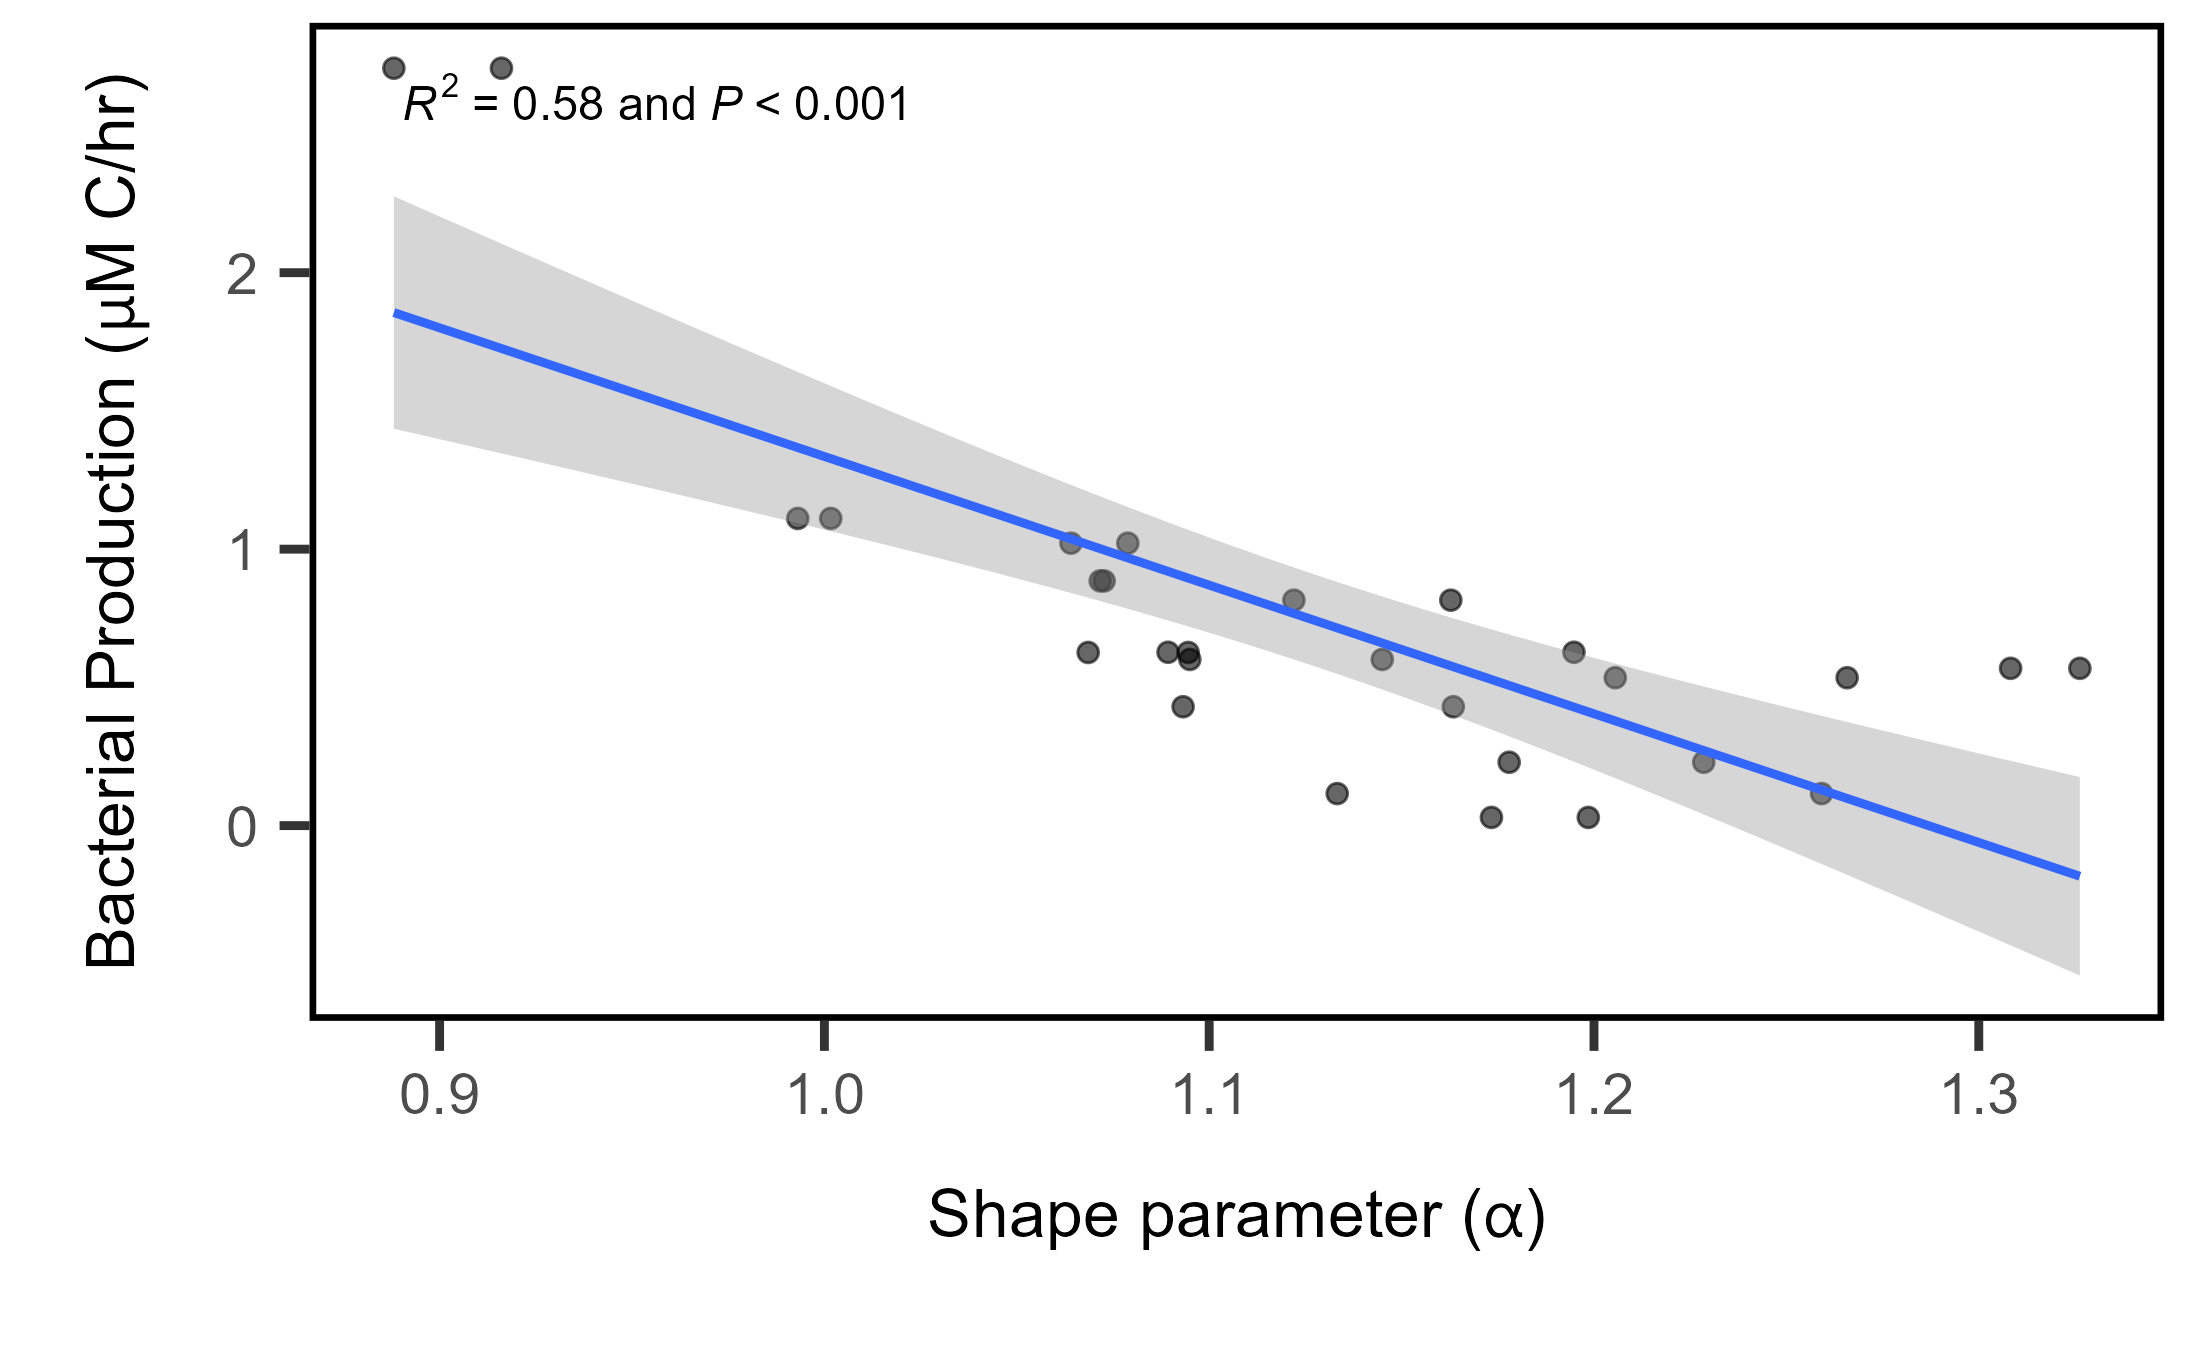 R² = 0.58 and P < 0.001
Bacterial Production (μM C/hr)
2
1
0
0.9 1.0 1.1 1.2 1.3
Shape parameter (α)